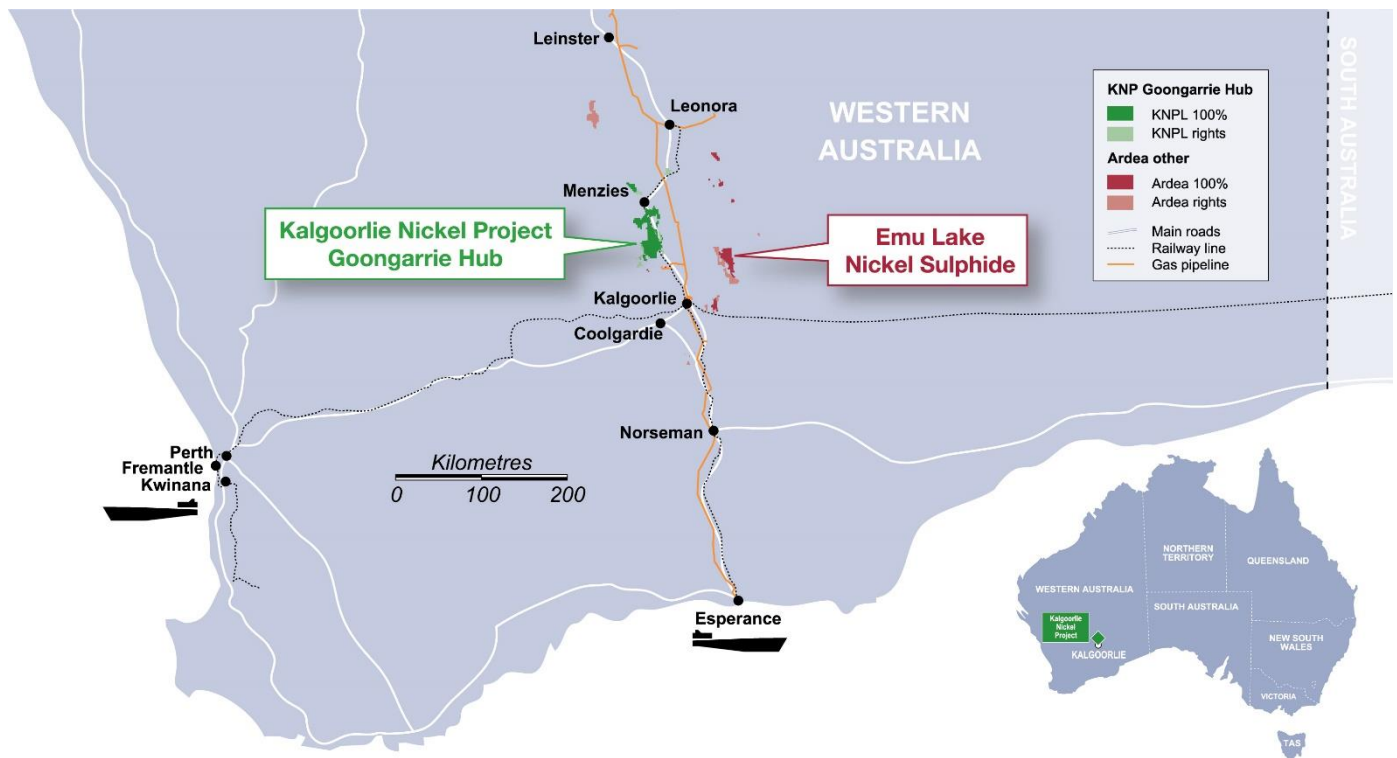 Leinster
Leonora
WESTERN
AUSTRALIA
SOUTH AUSTRALIA
KNP Goongarrie Hub
KNPL 100%
KNPL rights
Ardea other
Ardea 100%
Ardea rights
Main roads
Railway line
Gas pipeline
Menzies
Kalgoorlie Nickel Project
Goongarrie Hub
Emu Lake
Nickel Sulphide
Kalgoorlie
Coolgardie
Norseman
Perth
Fremantle
Kwinana
Kilometres
0 100 200
Esperance
NORTHERN
TERRITORY
QUEENSLAND
WESTERN AUSTRALIA
SOUTH AUSTRALIA
Kalgoorlie
Nickel
Project
KALGOORLIE
NEW SOUTH
WALES
VICTORIA
TAS